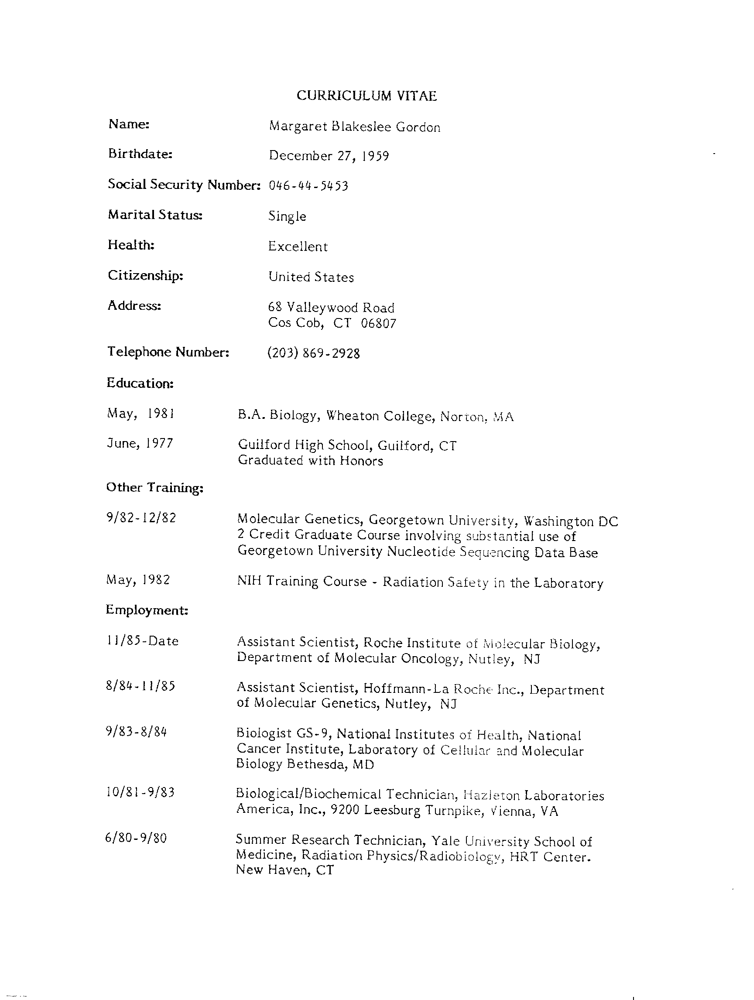 CURRICULUM VITAE
Name: Margaret Blakeslee Gordon
Birthdate: December 27, 1959
Social Security Number: 046-44-5453
Marital Status: Single
Health: Excellent
Citizenship: United States
Address: 68 Valleywood Road
Cos Cob, CT 06807
Telephone Number: (203) 869-2928
Education:
May, 1981 B.A. Biology, Wheaton College, Norton, MA
June, 1977 Guilford High School, Guilford, CT
Graduated with Honors
Other Training:
9/82-12/82 Molecular Genetics, Georgetown University, Washington DC
2 Credit Graduate Course involving substantial use of
Georgetown University Nucleotide Sequencing Data Base
May, 1982 NIH Training Course - Radiation Safety in the Laboratory
Employment:
11/85-Date Assistant Scientist, Roche Institute of Molecular Biology,
Department of Molecular Oncology, Nutley, NJ
8/84-11/85 Assistant Scientist, Hoffmann-La Roche Inc., Department
of Molecular Genetics, Nutley, NJ
9/83-8/84 Biologist GS-9, National Institutes of Health, National
Cancer Institute, Laboratory of Cellular and Molecular
Biology Bethesda, MD
10/81-9/83 Biological/Biochemical Technician, Hazleton Laboratories
America, Inc., 9200 Leesburg Turnpike, Vienna, VA
6/80-9/80 Summer Research Technician, Yale University School of
Medicine, Radiation Physics/Radiobiology, HRT Center.
New Haven, CT